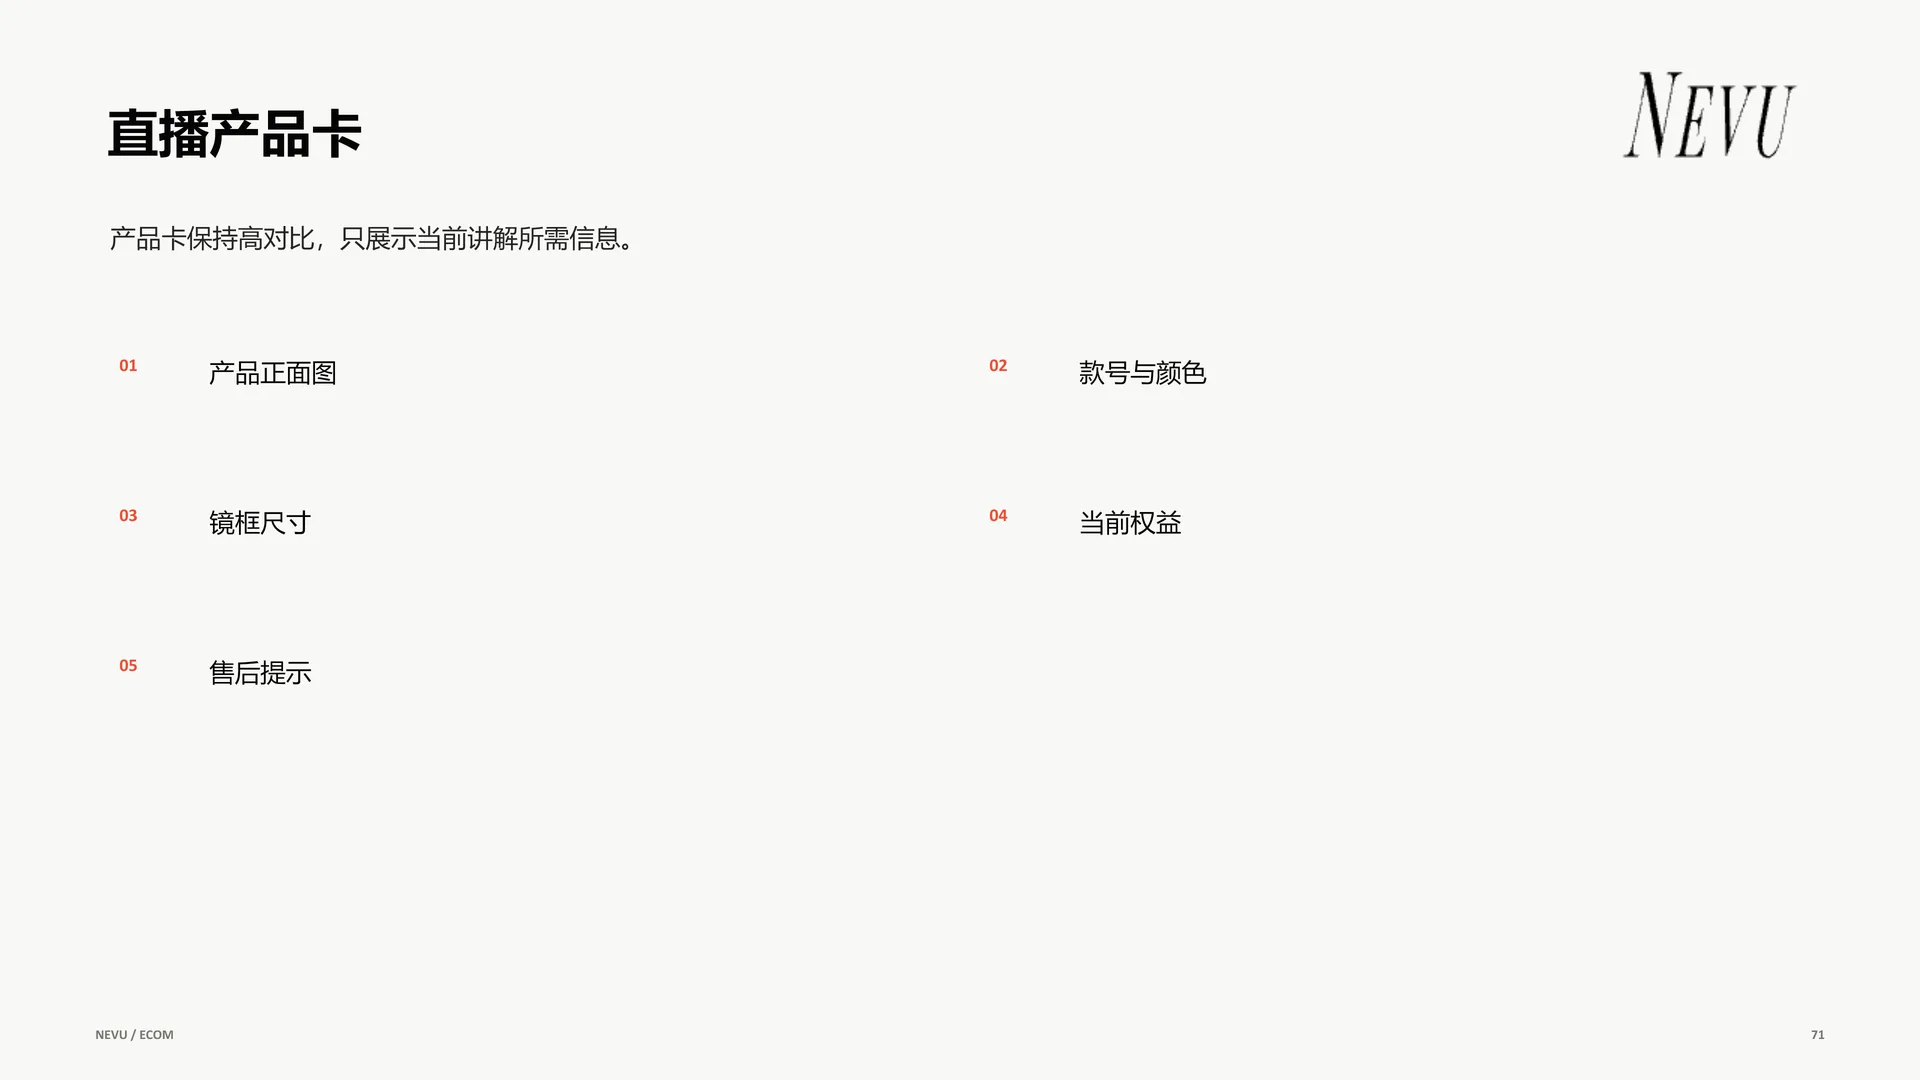 直播产品卡
NEVU
产品卡保持高对比，只展示当前讲解所需信息。
01 产品正面图
02 款号与颜色
03 镜框尺寸
04 当前权益
05 售后提示
NEVU / ECOM
71